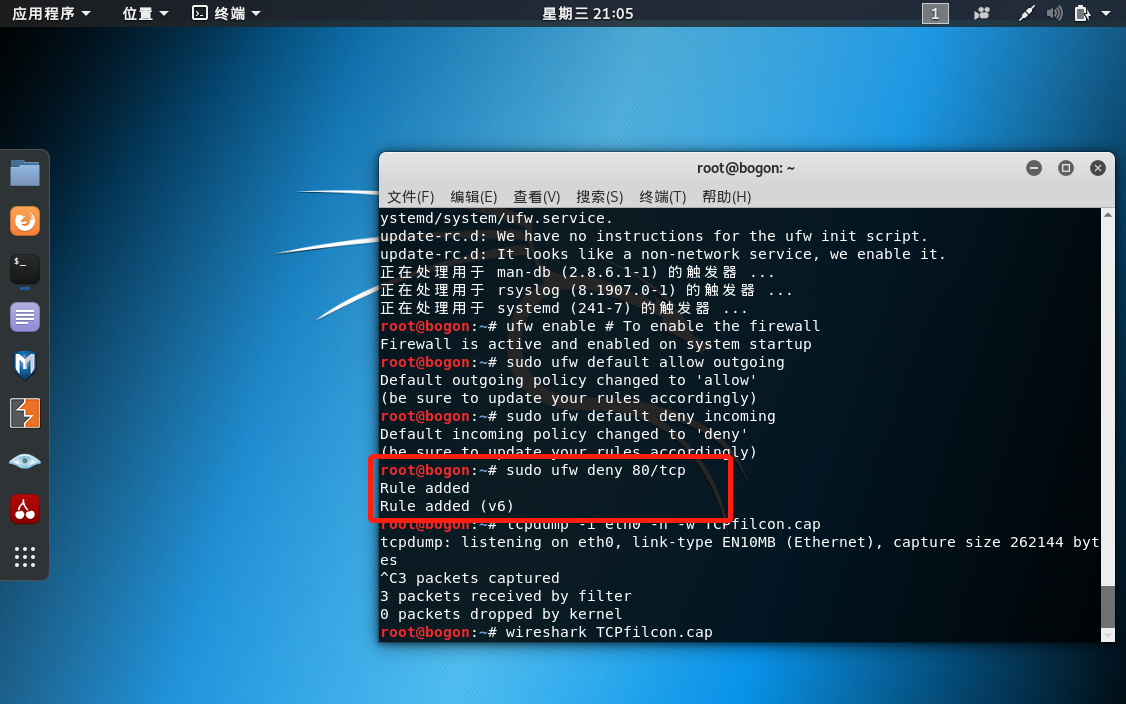 应用程序 位置 终端 星期三 21:05 1
root@bogon: ~
文件(F) 编辑(E) 查看(V) 搜索(S) 终端(T) 帮助(H)
ystemd/system/ufw.service.
update-rc.d: We have no instructions for the ufw init script.
update-rc.d: It looks like a non-network service, we enable it.
正在处理用于 man-db (2.8.6.1-1) 的触发器 ...
正在处理用于 rsyslog (8.1907.0-1) 的触发器 ...
正在处理用于 systemd (241-7) 的触发器 ...
root@bogon:~# ufw enable # To enable the firewall
Firewall is active and enabled on system startup
root@bogon:~# sudo ufw default allow outgoing
Default outgoing policy changed to 'allow'
(be sure to update your rules accordingly)
root@bogon:~# sudo ufw default deny incoming
Default incoming policy changed to 'deny'
(be sure to update your rules accordingly)
root@bogon:~# sudo ufw deny 80/tcp
Rule added
Rule added (v6)
root@bogon:~# tcpdump -i eth0 -n -w TCPfilcon.cap
tcpdump: listening on eth0, link-type EN10MB (Ethernet), capture size 262144 byt
es
^C3 packets captured
3 packets received by filter
0 packets dropped by kernel
root@bogon:~# wireshark TCPfilcon.cap